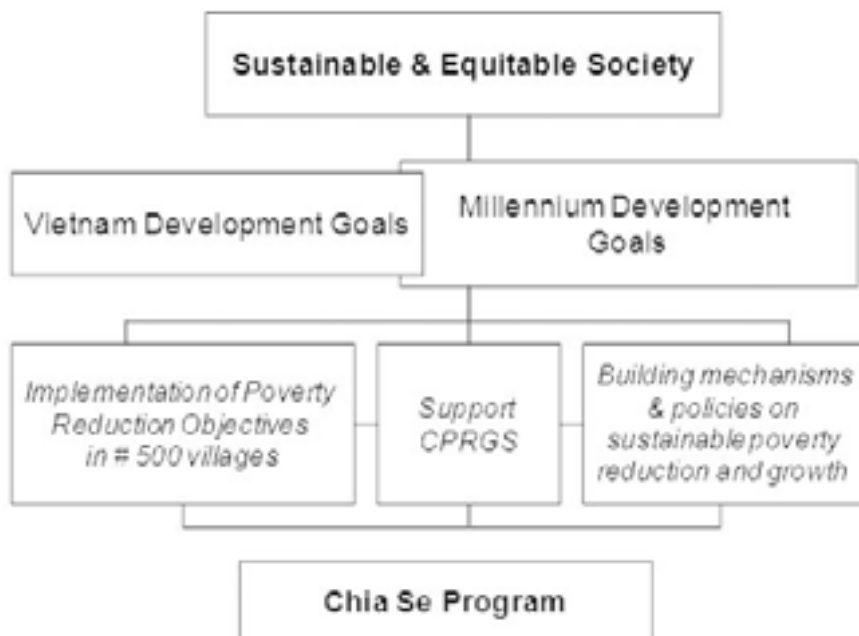 Sustainable & Equitable Society
Vietnam Development Goals
Millennium Development
Goals
Implementation of Poverty
Reduction Objectives
in # 500 villages
Support
CPRGS
Building mechanisms
& policies on
sustainable poverty
reduction and growth
Chia Se Program